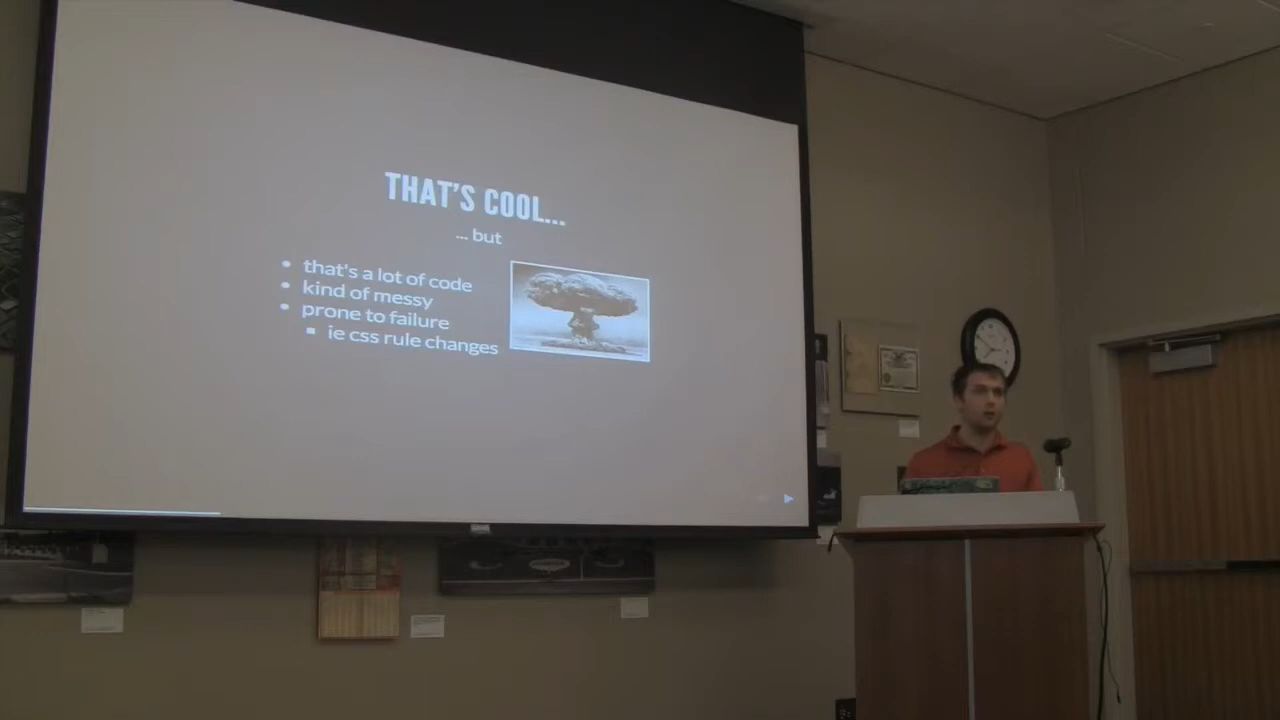 THAT'S COOL...
... but
that's a lot of code
kind of messy
prone to failure
ie css rule changes